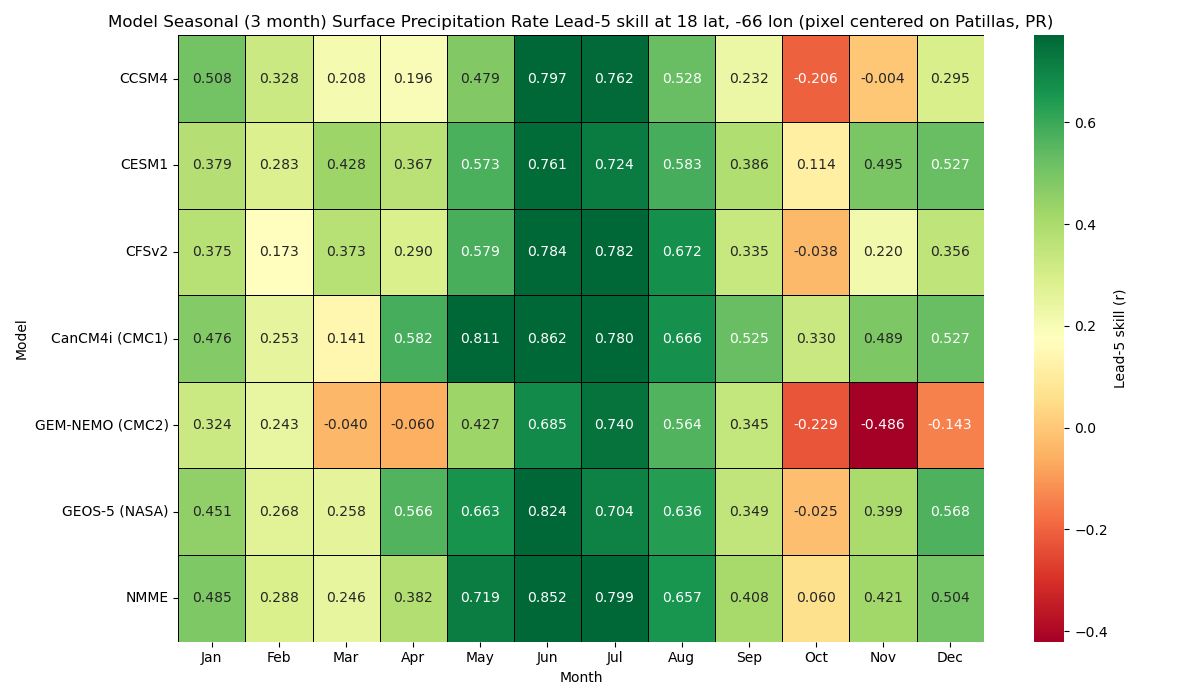 Model Seasonal (3 month) Surface Precipitation Rate Lead-5 skill at 18 lat, -66 lon (pixel centered on Patillas, PR)
CCSM4 0.508 0.328 0.208 0.196 0.479 0.797 0.762 0.528 0.232 -0.206 -0.004 0.295
CESM1 0.379 0.283 0.428 0.367 0.573 0.761 0.724 0.583 0.386 0.114 0.495 0.527
CFSv2 0.375 0.173 0.373 0.290 0.579 0.784 0.782 0.672 0.335 -0.038 0.220 0.356
CanCM4i (CMC1) 0.476 0.253 0.141 0.582 0.811 0.862 0.780 0.666 0.525 0.330 0.489 0.527
GEM-NEMO (CMC2) 0.324 0.243 -0.040 -0.060 0.427 0.685 0.740 0.564 0.345 -0.229 -0.486 -0.143
GEOS-5 (NASA) 0.451 0.268 0.258 0.566 0.663 0.824 0.704 0.636 0.349 -0.025 0.399 0.568
NMME 0.485 0.288 0.246 0.382 0.719 0.852 0.799 0.657 0.408 0.060 0.421 0.504
Jan Feb Mar Apr May Jun Jul Aug Sep Oct Nov Dec
Month
Model
0.6
0.4
0.2
0.0
−0.2
−0.4
Lead-5 skill (r)